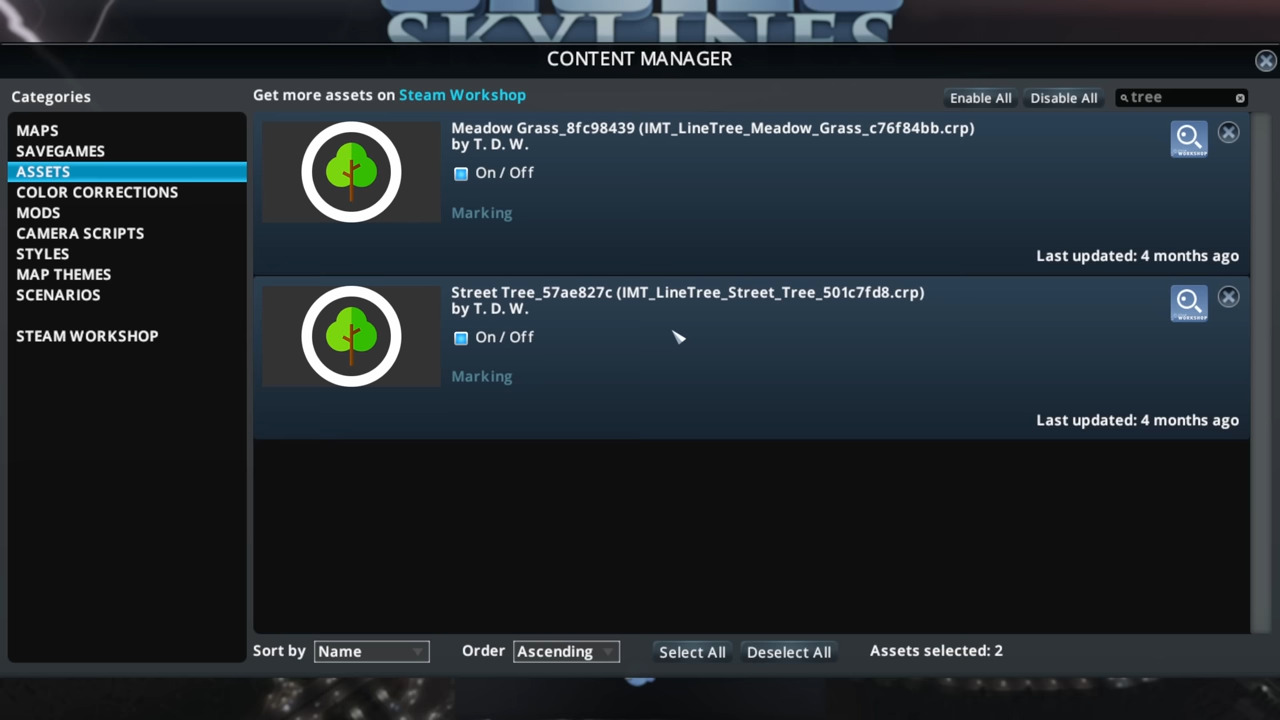 SKYLINES
CONTENT MANAGER
Categories
MAPS
SAVEGAMES
ASSETS
COLOR CORRECTIONS
MODS
CAMERA SCRIPTS
STYLES
MAP THEMES
SCENARIOS
STEAM WORKSHOP
Get more assets on Steam Workshop
Enable All
Disable All
tree
Meadow Grass_8fc98439 (IMT_LineTree_Meadow_Grass_c76f84bb.crp)
by T. D. W.
On / Off
Marking
WORKSHOP
Last updated: 4 months ago
Street Tree_57ae827c (IMT_LineTree_Street_Tree_501c7fd8.crp)
by T. D. W.
On / Off
Marking
WORKSHOP
Last updated: 4 months ago
Sort by Name
Order Ascending
Select All
Deselect All
Assets selected: 2